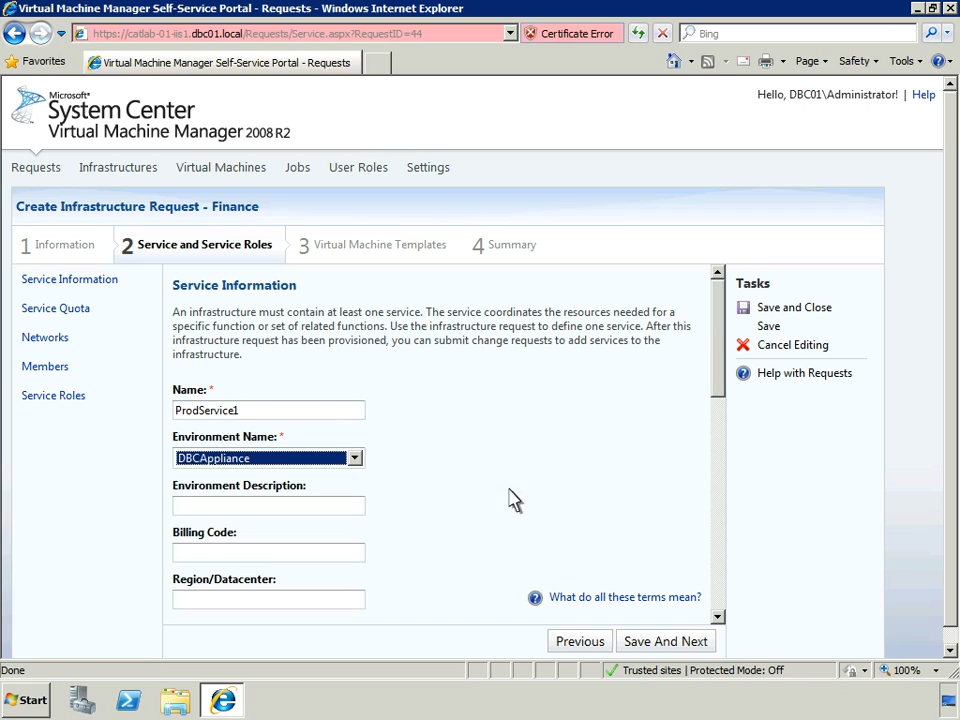 Virtual Machine Manager Self-Service Portal - Requests - Windows Internet Explorer
https://catlab-01-iis1.dbc01.local/Requests/Service.aspx?RequestID=44
Certificate Error
Bing
Favorites
Virtual Machine Manager Self-Service Portal - Requests
Page
Safety
Tools
Microsoft
System Center
Virtual Machine Manager 2008 R2
Hello, DBC01\Administrator! | Help
Requests Infrastructures Virtual Machines Jobs User Roles Settings
Create Infrastructure Request - Finance
1 Information
2 Service and Service Roles
3 Virtual Machine Templates
4 Summary
Service Information
Service Quota
Networks
Members
Service Roles
Service Information
An infrastructure must contain at least one service. The service coordinates the resources needed for a
specific function or set of related functions. Use the infrastructure request to define one service. After this
infrastructure request has been provisioned, you can submit change requests to add services to the
infrastructure.
Name: *
ProdService1
Environment Name: *
DBCAppliance
Environment Description:
Billing Code:
Region/Datacenter:
What do all these terms mean?
Previous
Save And Next
Tasks
Save and Close
Save
Cancel Editing
Help with Requests
Done
Trusted sites | Protected Mode: Off
100%
Start